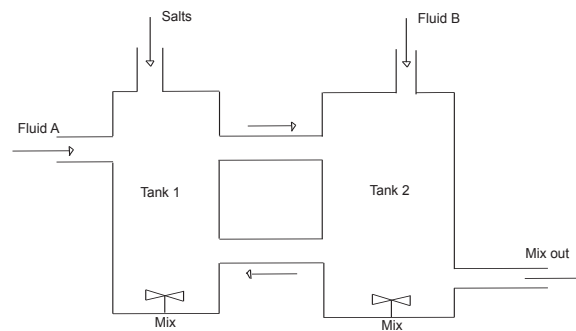 Salts
Fluid B
Fluid A
Tank 1
Tank 2
Mix out
Mix
Mix